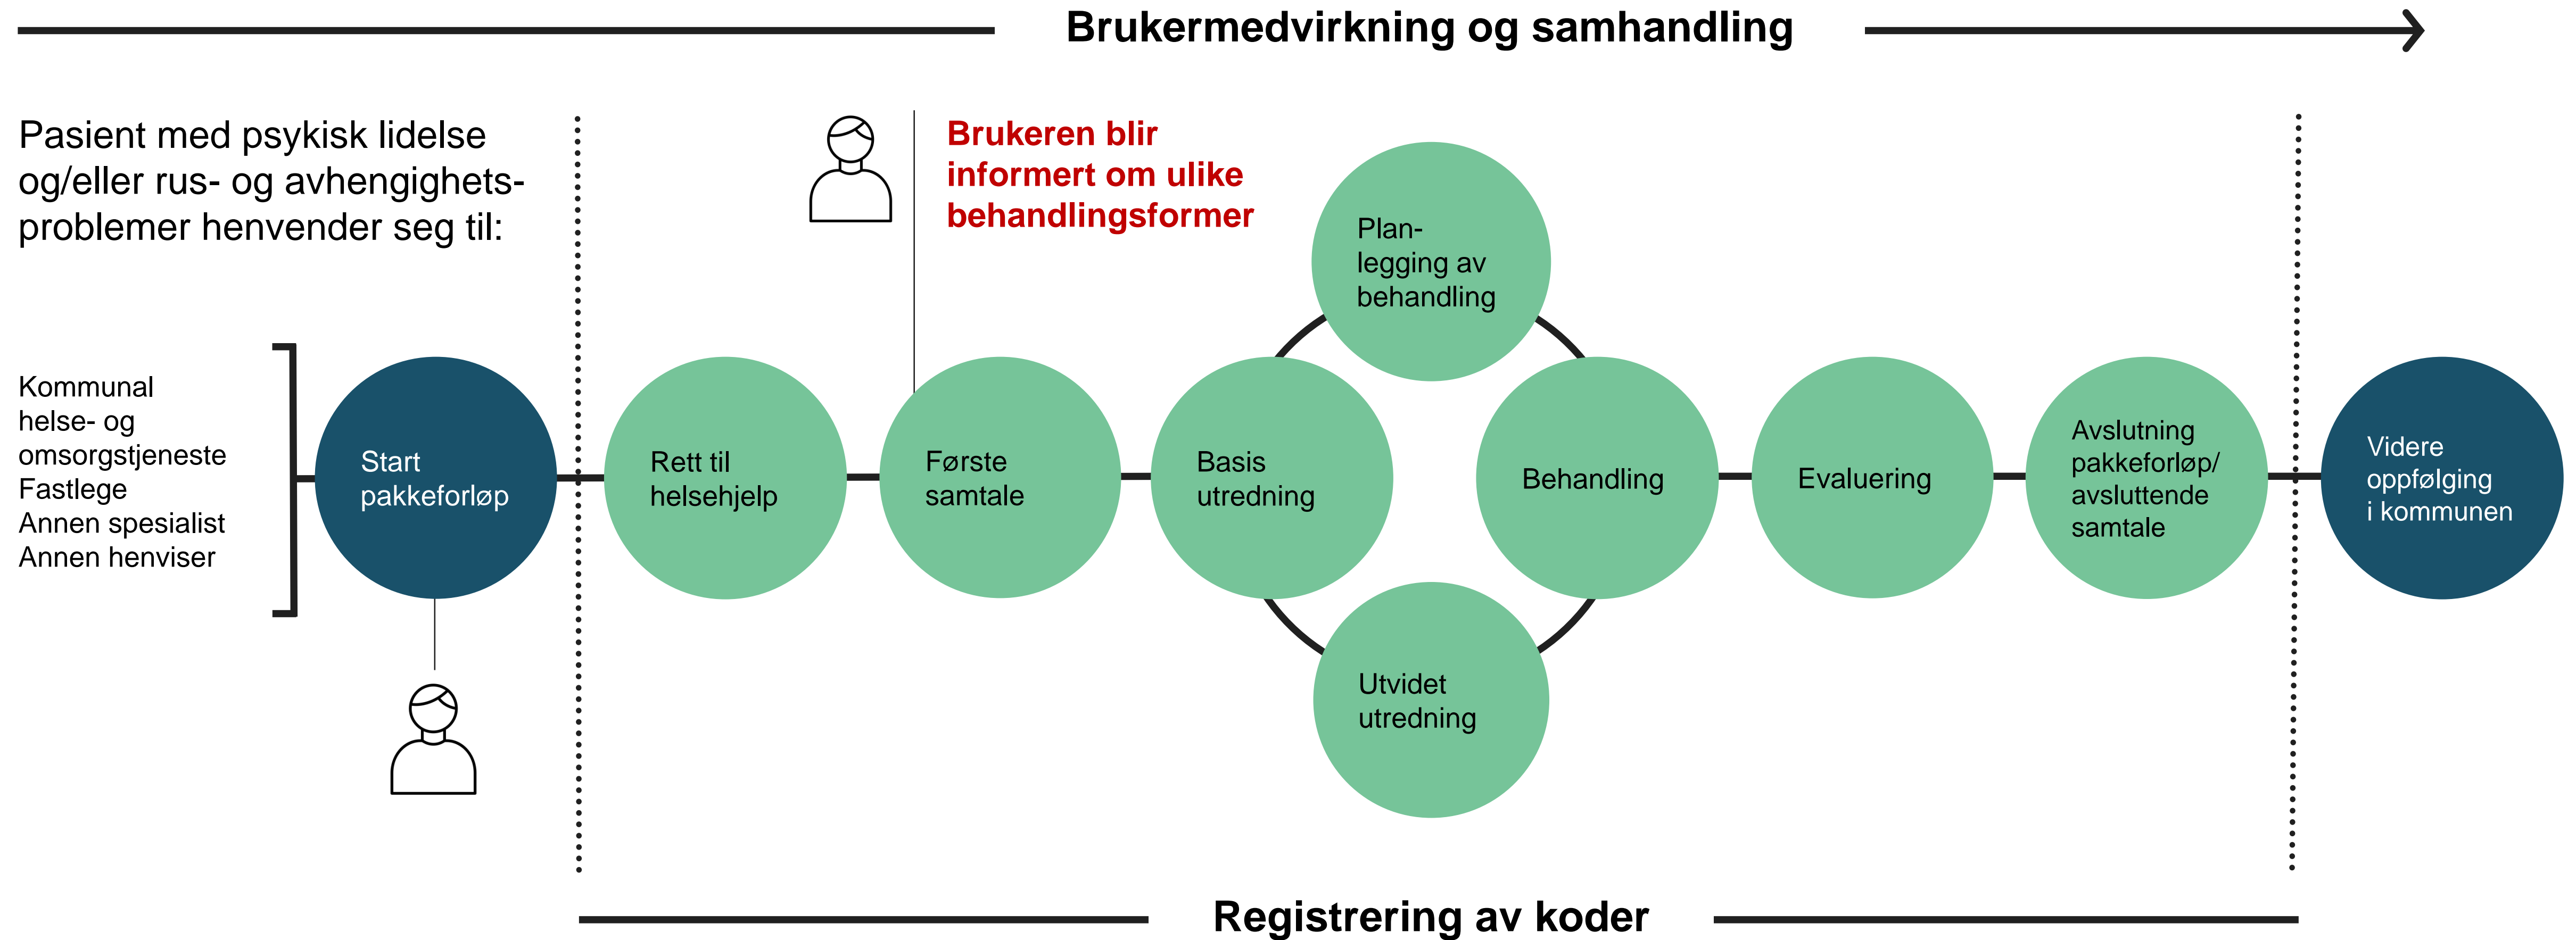 Brukermedvirkning og samhandling
Pasient med psykisk lidelse
og/eller rus- og avhengighets-
problemer henvender seg til:
Kommunal
helse- og
omsorgstjeneste
Fastlege
Annen spesialist
Annen henviser
Start
pakkeforløp
Rett til
helsehjelp
Brukeren blir
informert om ulike
behandlingsformer
Første
samtale
Basis
utredning
Plan-
legging av
behandling
Utvidet
utredning
Behandling
Evaluering
Avslutning
pakkeforløp/
avsluttende
samtale
Videre
oppfølging
i kommunen
Registrering av koder